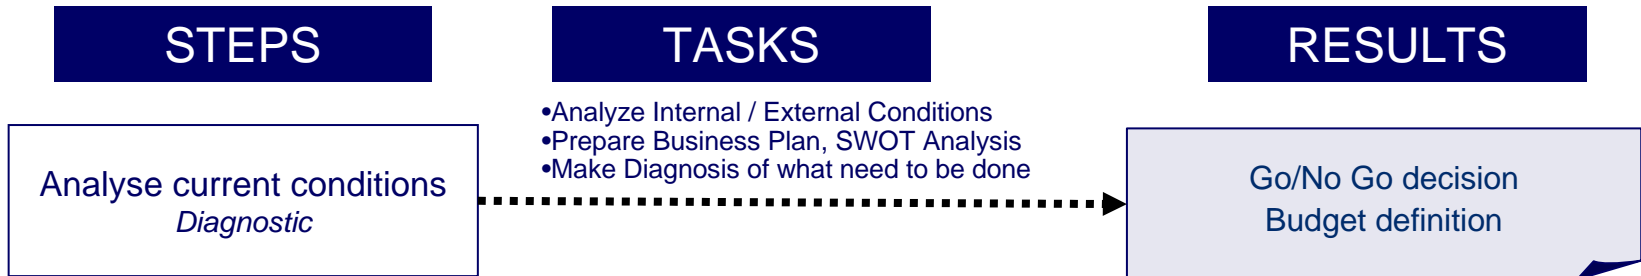 STEPS
TASKS
RESULTS
•Analyze Internal / External Conditions
•Prepare Business Plan, SWOT Analysis
•Make Diagnosis of what need to be done
Analyse current conditions
Diagnostic
Go/No Go decision
Budget definition